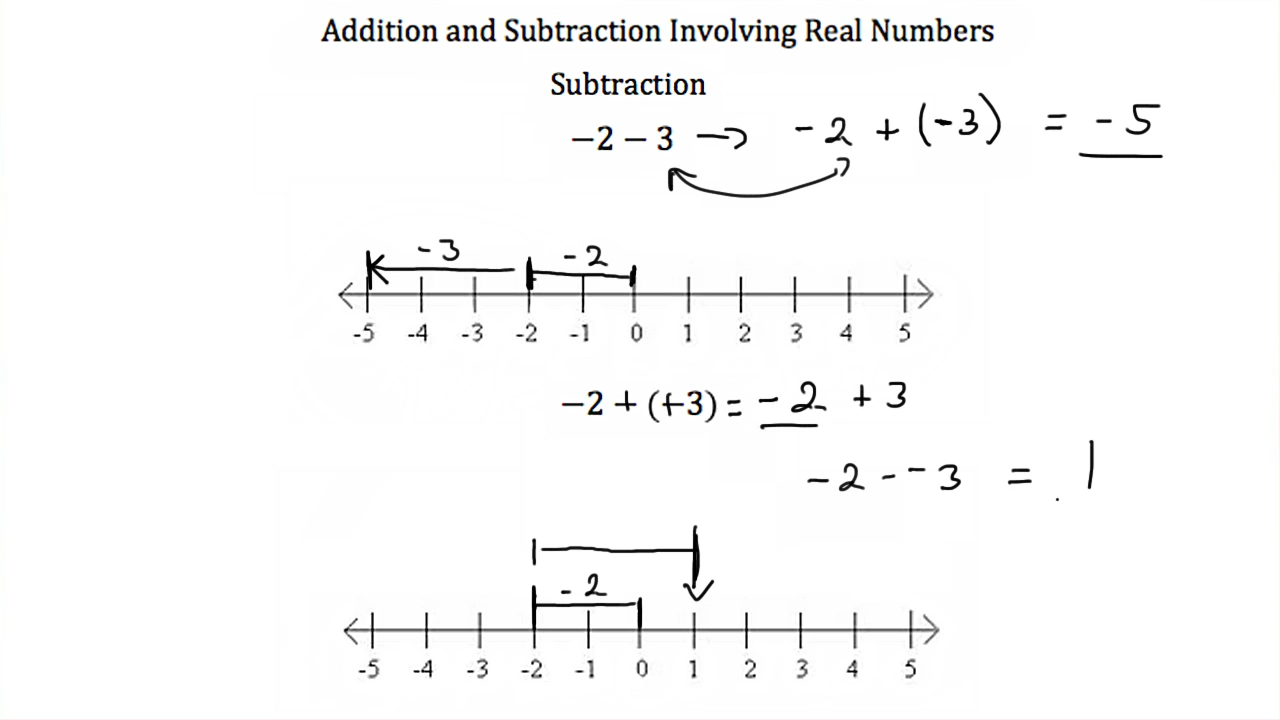 Addition and Subtraction Involving Real Numbers
Subtraction
−2 − 3 → - 2 + (-3) = - 5
-3 -2
-5 -4 -3 -2 -1 0 1 2 3 4 5
−2 + (+3) = - 2 + 3
-2 - -3 = 1
-2
-5 -4 -3 -2 -1 0 1 2 3 4 5